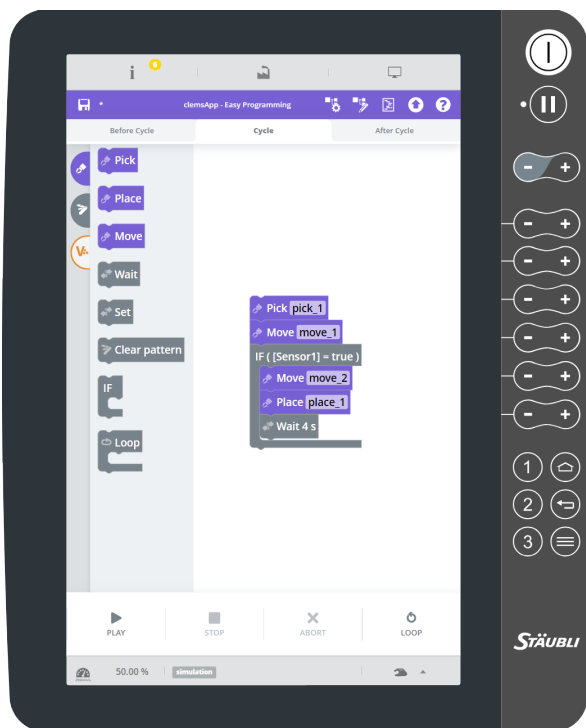 clemsApp - Easy Programming
Before Cycle
Cycle
After Cycle
Pick
Place
Move
Wait
Set
Clear pattern
IF
Loop
Pick pick_1
Move move_1
IF ( [Sensor1] = true )
Move move_2
Place place_1
Wait 4 s
PLAY
STOP
ABORT
LOOP
50.00 %
simulation
- +
- +
- +
- +
- +
- +
- +
1
2
3
STÄUBLI